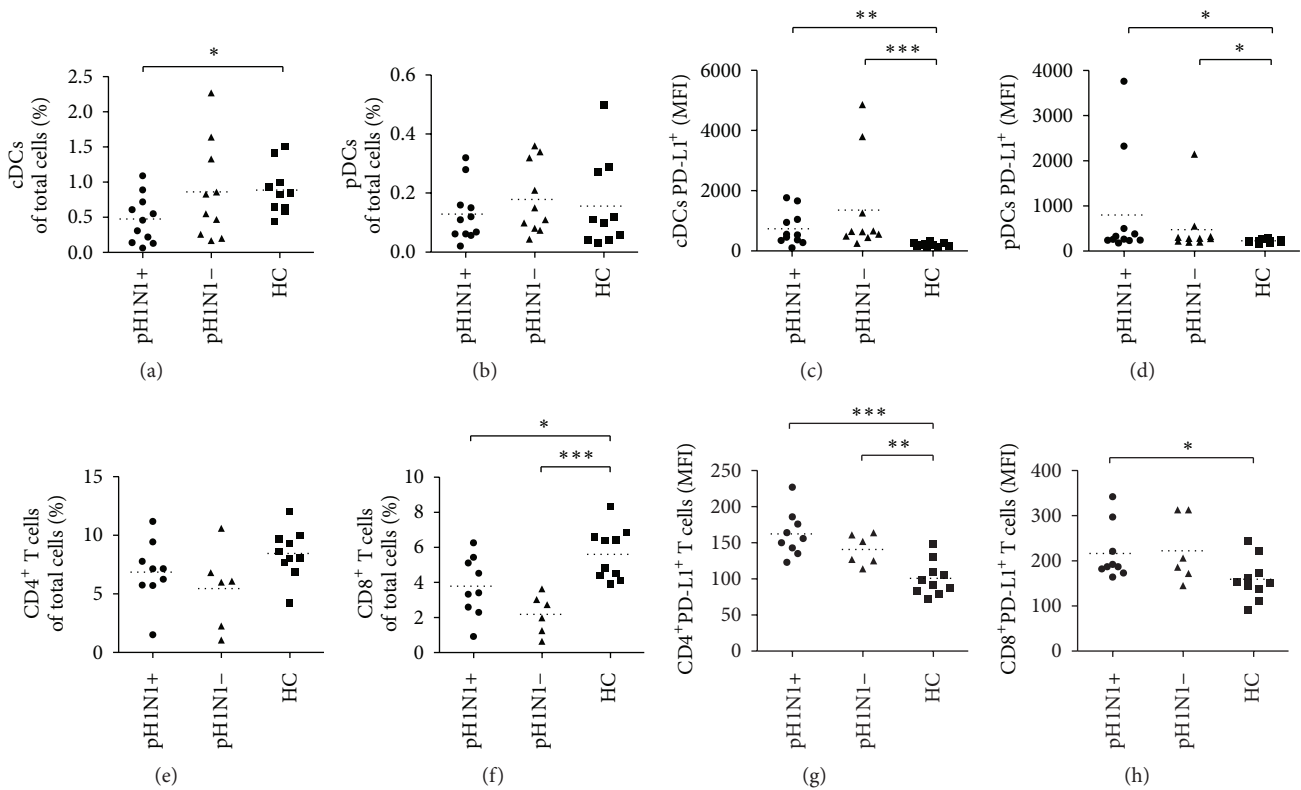 *
2.5
2.0
1.5
1.0
0.5
0.0
cDCs
of total cells (%)
pH1N1+
pH1N1−
HC
(a)
0.6
0.4
0.2
0.0
pDCs
of total cells (%)
pH1N1+
pH1N1−
HC
(b)
**
***
6000
4000
2000
0
cDCs PD-L1⁺ (MFI)
pH1N1+
pH1N1−
HC
(c)
*
*
4000
3000
2000
1000
0
pDCs PD-L1⁺ (MFI)
pH1N1+
pH1N1−
HC
(d)
15
10
5
0
CD4⁺ T cells
of total cells (%)
pH1N1+
pH1N1−
HC
(e)
*
***
10
8
6
4
2
0
CD8⁺ T cells
of total cells (%)
pH1N1+
pH1N1−
HC
(f)
***
**
250
200
150
100
50
0
CD4⁺PD-L1⁺ T cells (MFI)
pH1N1+
pH1N1−
HC
(g)
*
400
300
200
100
0
CD8⁺PD-L1⁺ T cells (MFI)
pH1N1+
pH1N1−
HC
(h)